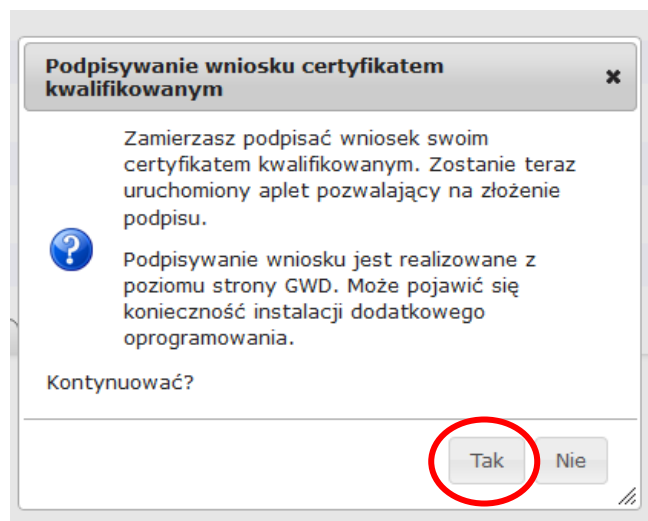 Podpisywanie wniosku certyfikatem
kwalifikowanym
Zamierzasz podpisać wniosek swoim
certyfikatem kwalifikowanym. Zostanie teraz
uruchomiony aplet pozwalający na złożenie
podpisu.
Podpisywanie wniosku jest realizowane z
poziomu strony GWD. Może pojawić się
konieczność instalacji dodatkowego
oprogramowania.
Kontynuować?
Tak Nie